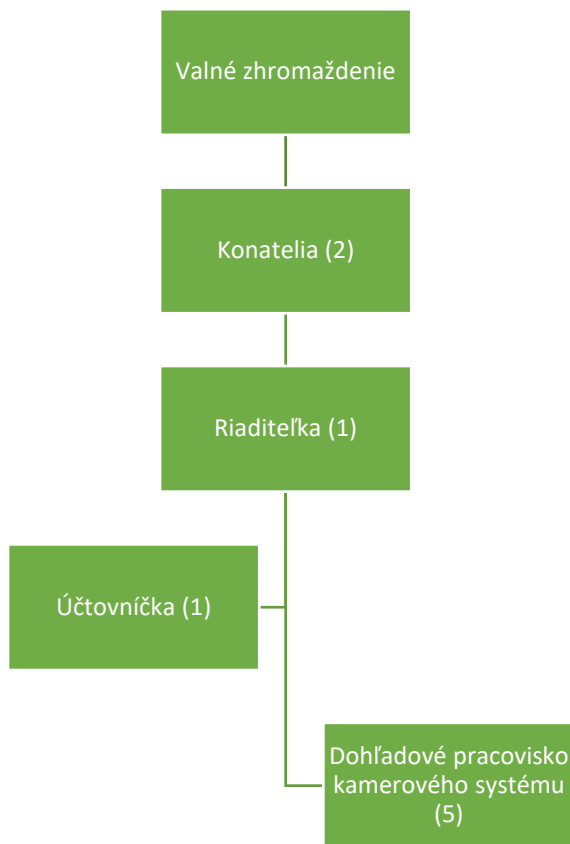 Valné zhromaždenie
Konatelia (2)
Riaditeľka (1)
Účtovníčka (1)
Dohľadové pracovisko
kamerového systému
(5)